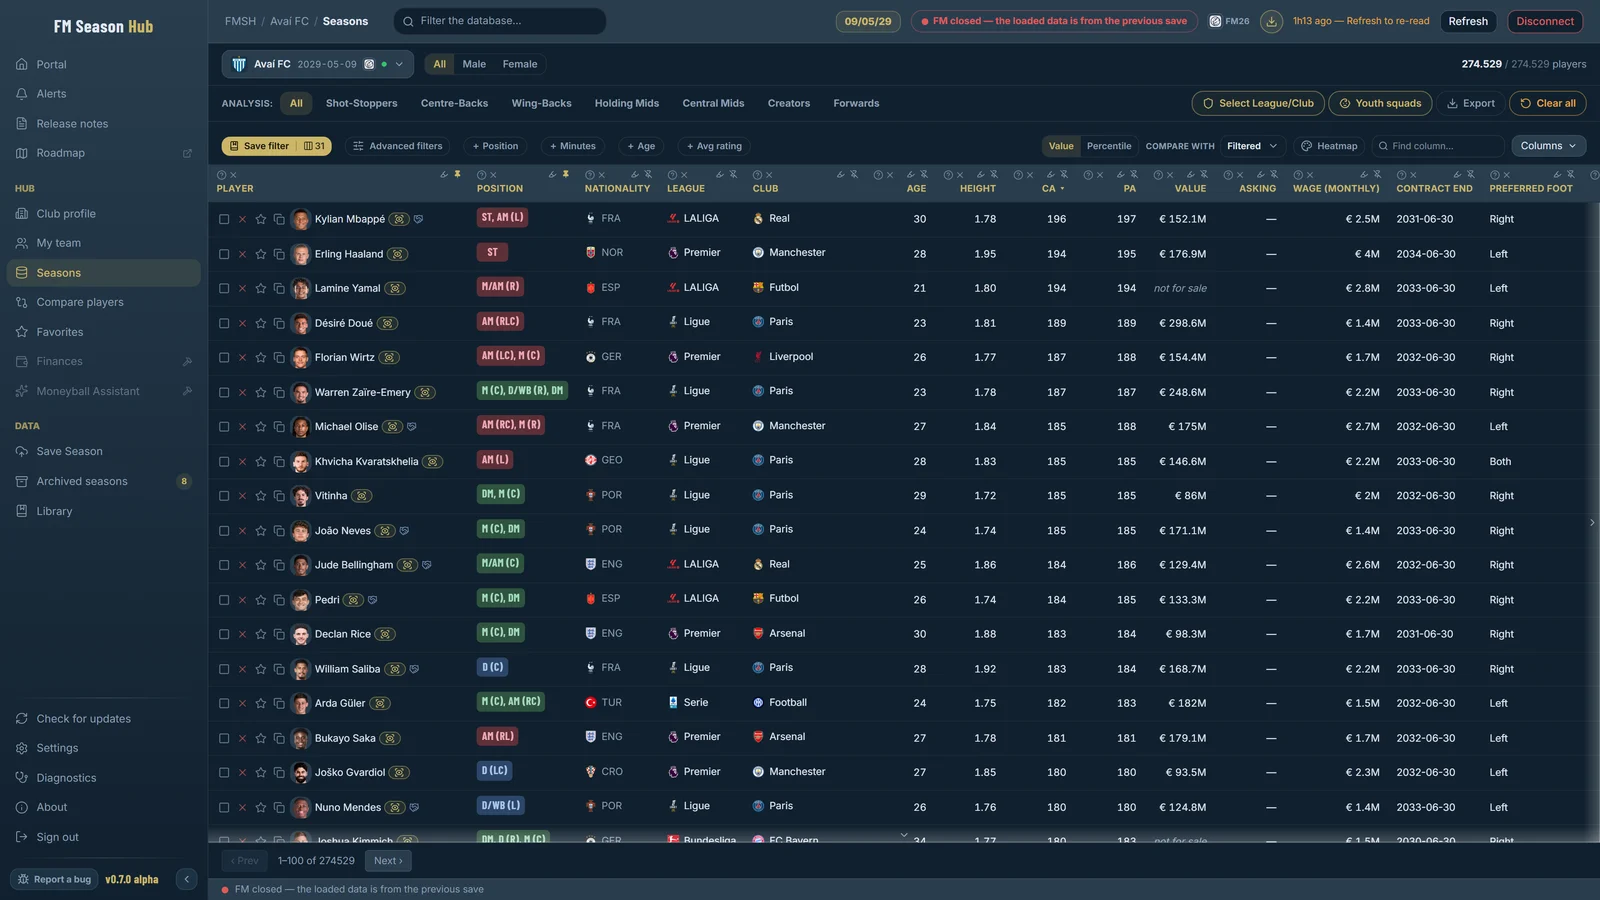 FM Season Hub
FMSH / Avaí FC / Seasons
Filter the database...
09/05/29
FM closed — the loaded data is from the previous save
FM26
1h13 ago — Refresh to re-read
Refresh
Disconnect
Portal
Alerts
Release notes
Roadmap
HUB
Club profile
My team
Seasons
Compare players
Favorites
Finances
Moneyball Assistant
DATA
Save Season
Archived seasons 8
Library
Check for updates
Settings
Diagnostics
About
Sign out
Report a bug v0.7.0 alpha
Avaí FC 2029-05-09
All Male Female
274.529 / 274.529 players
ANALYSIS: All Shot-Stoppers Centre-Backs Wing-Backs Holding Mids Central Mids Creators Forwards
Select League/Club Youth squads Export Clear all
Save filter 31 Advanced filters + Position + Minutes + Age + Avg rating
Value Percentile COMPARE WITH Filtered Heatmap Find column... Columns
PLAYER POSITION NATIONALITY LEAGUE CLUB AGE HEIGHT CA PA VALUE ASKING WAGE (MONTHLY) CONTRACT END PREFERRED FOOT
Kylian Mbappé ST, AM (L) FRA LALIGA Real 30 1.78 196 197 € 152.1M — € 2.5M 2031-06-30 Right
Erling Haaland ST NOR Premier Manchester 28 1.95 194 195 € 176.9M — € 4M 2034-06-30 Left
Lamine Yamal M/AM (R) ESP LALIGA Futbol 21 1.80 194 194 not for sale — € 2.8M 2033-06-30 Left
Désiré Doué AM (RLC) FRA Ligue Paris 23 1.81 189 189 € 298.6M — € 1.4M 2033-06-30 Right
Florian Wirtz AM (LC), M (C) GER Premier Liverpool 26 1.77 187 188 € 154.4M — € 1.7M 2032-06-30 Right
Warren Zaïre-Emery M (C), D/WB (R), DM FRA Ligue Paris 23 1.78 187 187 € 248.6M — € 2.2M 2033-06-30 Right
Michael Olise AM (RC), M (R) FRA Premier Manchester 27 1.84 185 188 € 175M — € 2.7M 2032-06-30 Left
Khvicha Kvaratskhelia AM (L) GEO Ligue Paris 28 1.83 185 185 € 146.6M — € 2.2M 2033-06-30 Both
Vitinha DM, M (C) POR Ligue Paris 29 1.72 185 185 € 86M — € 2M 2032-06-30 Right
João Neves M (C), DM POR Ligue Paris 24 1.74 185 185 € 171.1M — € 1.4M 2033-06-30 Right
Jude Bellingham M/AM (C) ENG LALIGA Real 25 1.86 184 186 € 129.4M — € 2.6M 2032-06-30 Right
Pedri M (C), DM ESP LALIGA Futbol 26 1.74 184 185 € 133.3M — € 2.2M 2033-06-30 Right
Declan Rice M (C), DM ENG Premier Arsenal 30 1.88 183 184 € 98.3M — € 1.7M 2031-06-30 Right
William Saliba D (C) FRA Ligue Paris 28 1.92 183 184 € 168.7M — € 2.2M 2033-06-30 Right
Arda Güler M (C), AM (RC) TUR Serie Football 24 1.75 182 183 € 182M — € 1.5M 2032-06-30 Left
Bukayo Saka AM (RL) ENG Premier Arsenal 27 1.78 181 181 € 179.1M — € 1.7M 2032-06-30 Left
Joško Gvardiol D (LC) CRO Premier Manchester 27 1.85 180 180 € 93.5M — € 2.3M 2032-06-30 Left
Nuno Mendes D/WB (L) POR Ligue Paris 26 1.76 180 180 € 124.8M — € 1.4M 2033-06-30 Left
Joshua Kimmich DM, D (R), M (C) GER Bundesliga FC Bayern 34 1.77 180 183 not for sale — € 1.5M 2030-06-30 Right
‹ Prev 1–100 of 274529 Next ›
FM closed — the loaded data is from the previous save